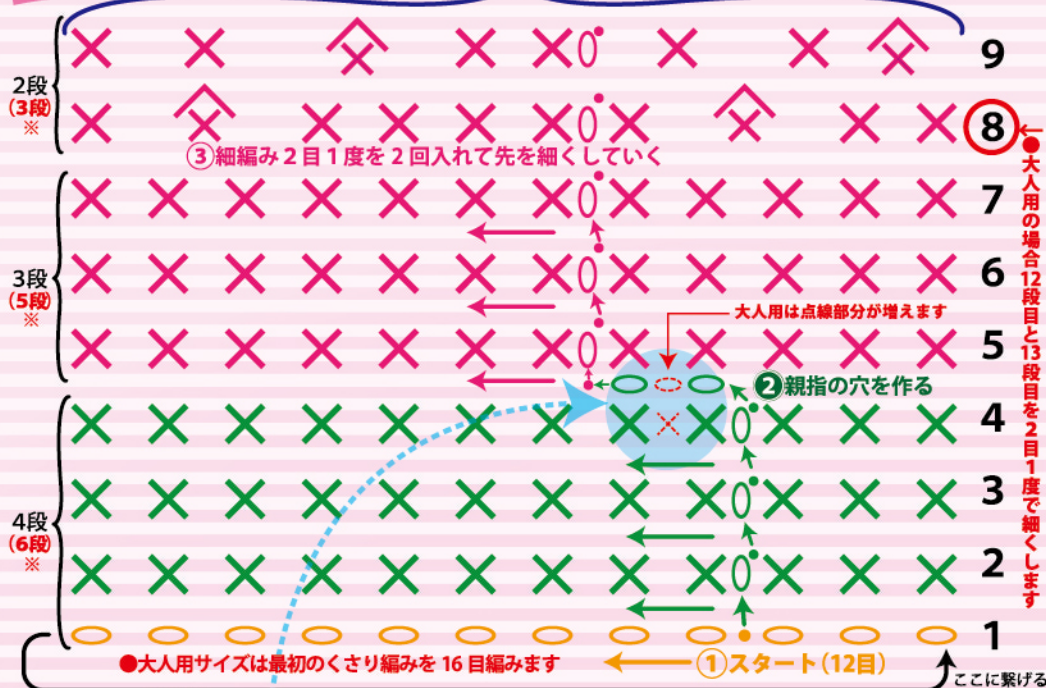 9
2段
(3段)
※
8
③細編み2目1度を2回入れて先を細くしていく
●大人用の場合12段目と13段目を2目1度で細くします
7
3段
(5段)
※
6
大人用は点線部分が増えます
5
❷親指の穴を作る
4
3
4段
(6段)
※
2
1
●大人用サイズは最初のくさり編みを16目編みます
①スタート(12目)
ここに繋げる